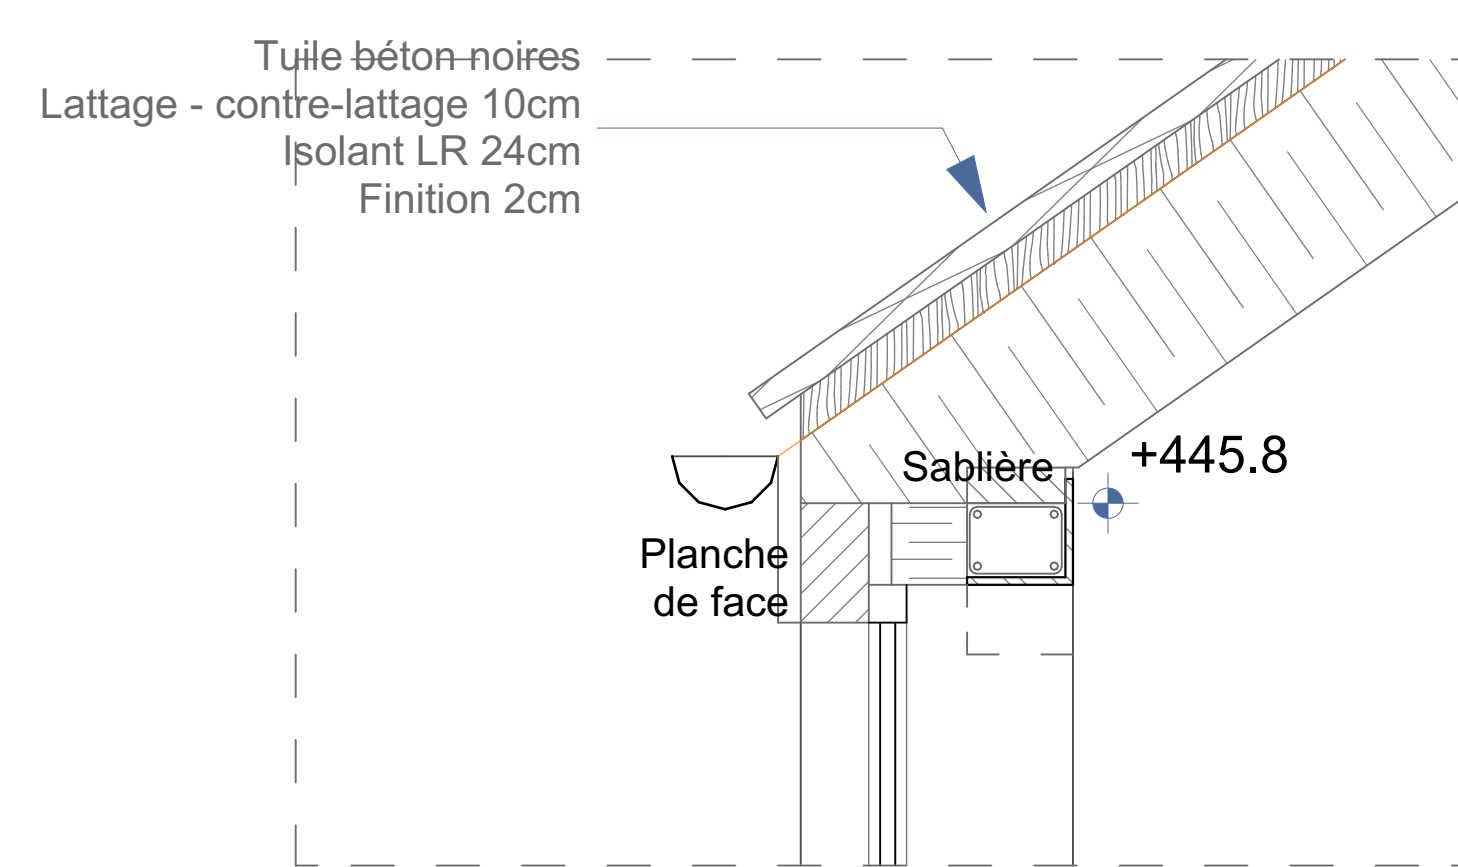 Tuile béton noires
Lattage - contre-lattage 10cm
Isolant LR 24cm
Finition 2cm
Sablière
+445.8
Planche
de face